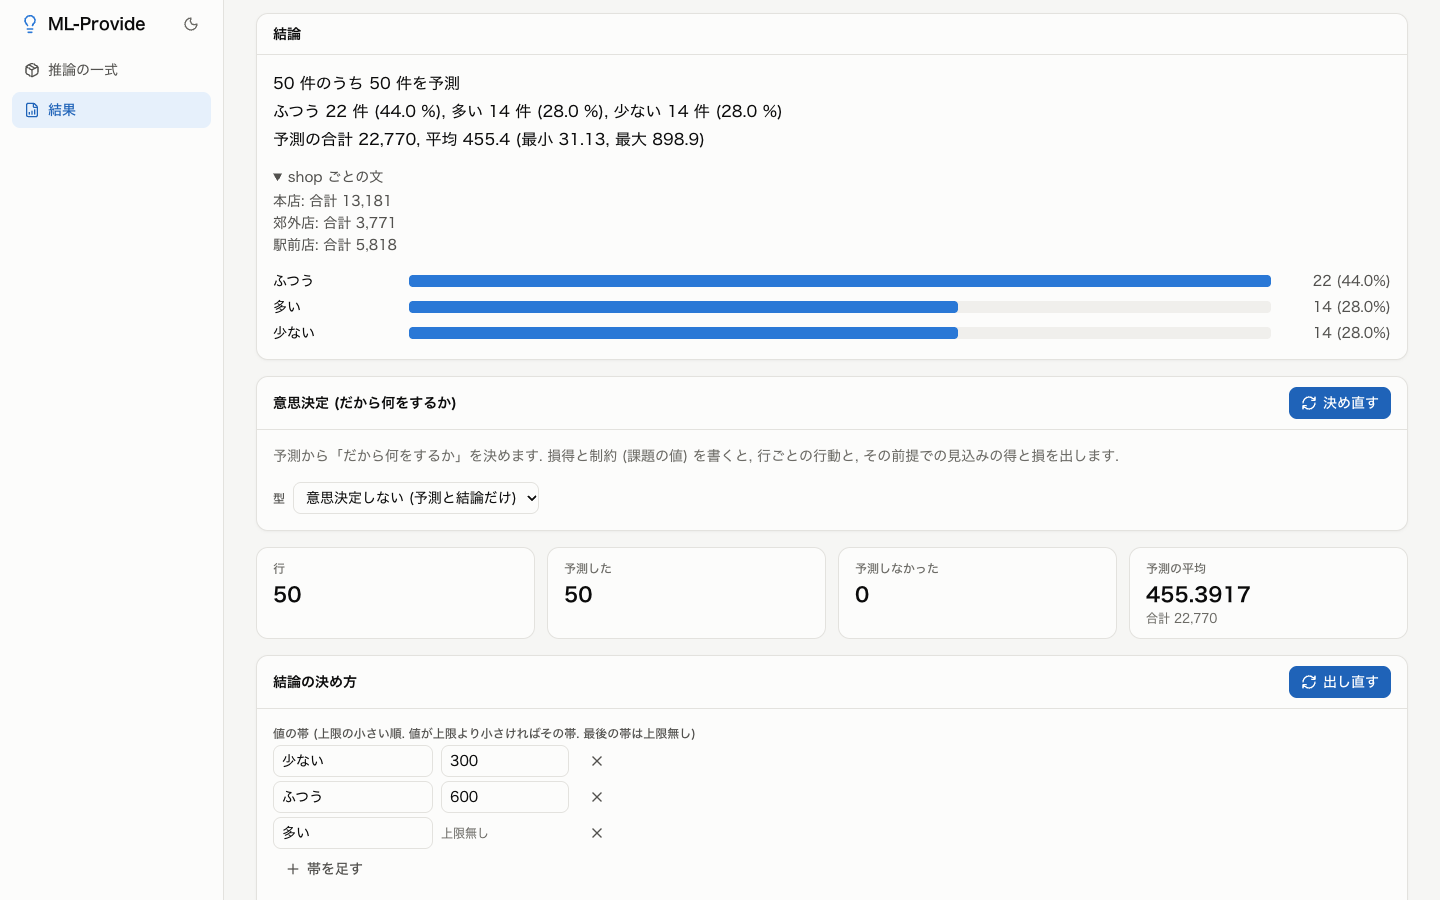 ML-Provide
推論の一式
結果
結論
50 件のうち 50 件を予測
ふつう 22 件 (44.0 %), 多い 14 件 (28.0 %), 少ない 14 件 (28.0 %)
予測の合計 22,770, 平均 455.4 (最小 31.13, 最大 898.9)
▼ shop ごとの文
本店: 合計 13,181
郊外店: 合計 3,771
駅前店: 合計 5,818
ふつう 22 (44.0%)
多い 14 (28.0%)
少ない 14 (28.0%)
意思決定 (だから何をするか)
決め直す
予測から「だから何をするか」を決めます. 損得と制約 (課題の値) を書くと, 行ごとの行動と, その前提での見込みの得と損を出します.
型 意思決定しない (予測と結論だけ)
行
50
予測した
50
予測しなかった
0
予測の平均
455.3917
合計 22,770
結論の決め方
出し直す
値の帯 (上限の小さい順. 値が上限より小さければその帯. 最後の帯は上限無し)
少ない 300
ふつう 600
多い 上限無し
+ 帯を足す